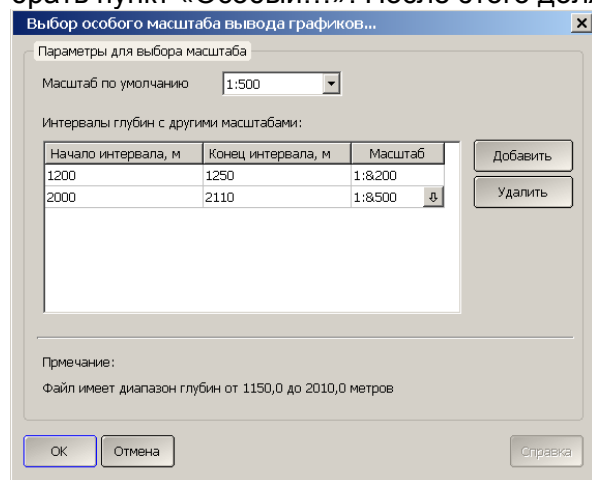 брать пункт «Особый...». После этого дол
Выбор особого масштаба вывода графиков...
Параметры для выбора масштаба
Масштаб по умолчанию 1:500
Интервалы глубин с другими масштабами:
Начало интервала, м Конец интервала, м Масштаб
1200 1250 1:&200
2000 2110 1:&500
Добавить
Удалить
Прмечание:
Файл имеет диапазон глубин от 1150,0 до 2010,0 метров
OK Отмена Справка